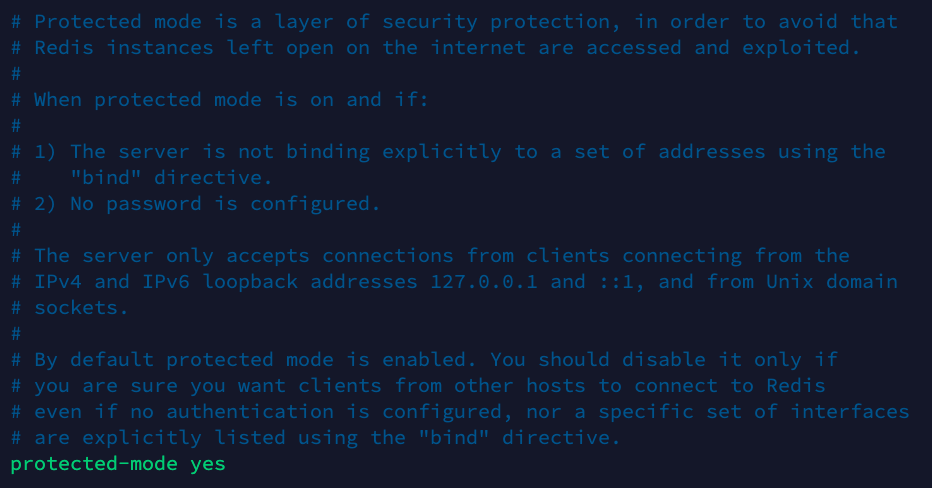 # Protected mode is a layer of security protection, in order to avoid that
# Redis instances left open on the internet are accessed and exploited.
#
# When protected mode is on and if:
#
# 1) The server is not binding explicitly to a set of addresses using the
#    "bind" directive.
# 2) No password is configured.
#
# The server only accepts connections from clients connecting from the
# IPv4 and IPv6 loopback addresses 127.0.0.1 and ::1, and from Unix domain
# sockets.
#
# By default protected mode is enabled. You should disable it only if
# you are sure you want clients from other hosts to connect to Redis
# even if no authentication is configured, nor a specific set of interfaces
# are explicitly listed using the "bind" directive.
protected-mode yes